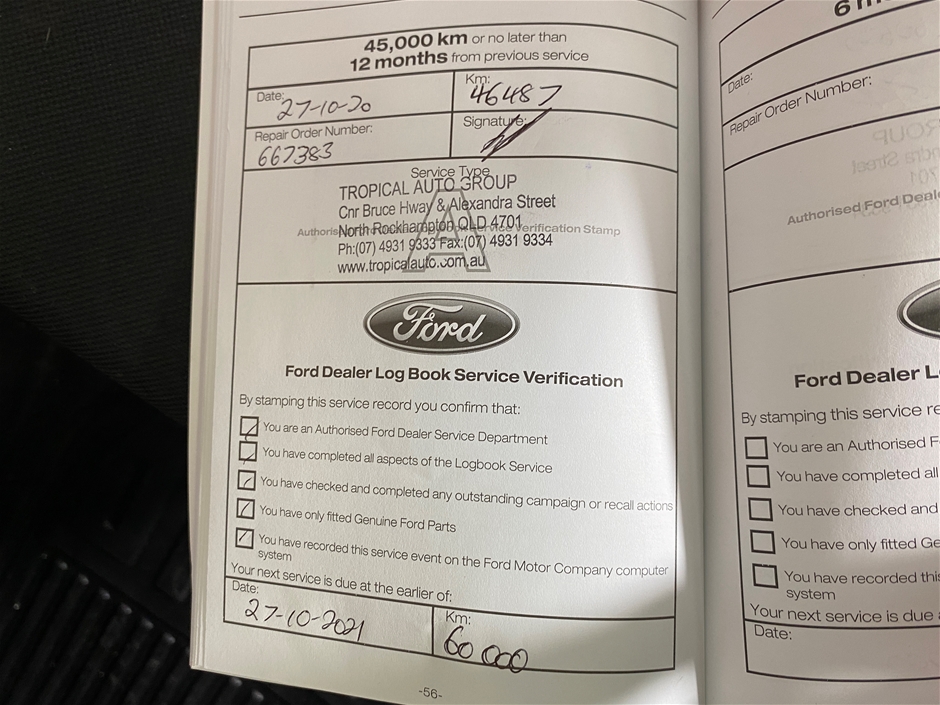 45,000 km or no later than
12 months from previous service
Date: 27-10-20
Km: 46487
Repair Order Number: 667383
Signature:
Service Type
A
TROPICAL AUTO GROUP
Cnr Bruce Hwy & Alexandra Street
North Rockhampton QLD 4701
Verification Stamp
Ph:(07) 4931 9333 Fax:(07) 4931 9334
www.tropicalauto.com.au
Ford
Ford Dealer Log Book Service Verification
By stamping this service record you confirm that:
You are an Authorised Ford Dealer Service Department
You have completed all aspects of the Logbook Service
You have checked and completed any outstanding campaign or recall actions
You have only fitted Genuine Ford Parts
You have recorded this service event on the Ford Motor Company computer
system
Your next service is due at the earlier of:
Date: 27-10-2021
Km: 60 000
-56-
6
Date:
Repair Order Number:
Authorised Ford Deal
Ford Dealer L
By stamping this service re
You are an Authorised F
You have completed all
You have checked and
You have only fitted Ge
You have recorded this
system
Your next service is due
Date: